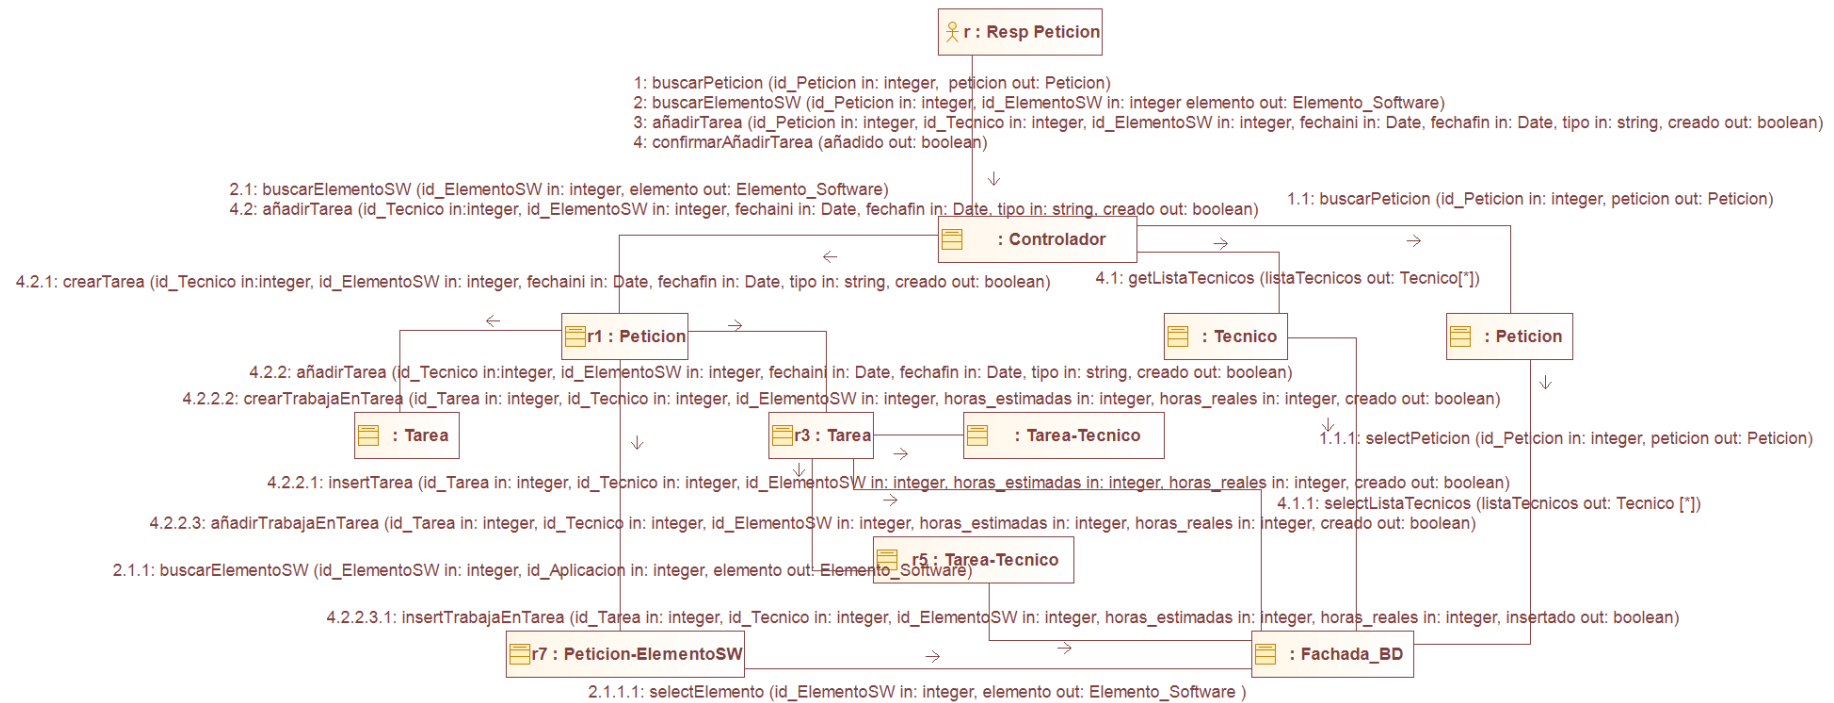 r : Resp Peticion
1: buscarPeticion (id_Peticion in: integer,  peticion out: Peticion)
2: buscarElementoSW (id_Peticion in: integer, id_ElementoSW in: integer elemento out: Elemento_Software)
3: añadirTarea (id_Peticion in: integer, id_Tecnico in: integer, id_ElementoSW in: integer, fechaini in: Date, fechafin in: Date, tipo in: string, creado out: boolean)
4: confirmarAñadirTarea (añadido out: boolean)
2.1: buscarElementoSW (id_ElementoSW in: integer, elemento out: Elemento_Software)
1.1: buscarPeticion (id_Peticion in: integer, peticion out: Peticion)
4.2: añadirTarea (id_Tecnico in:integer, id_ElementoSW in: integer, fechaini in: Date, fechafin in: Date, tipo in: string, creado out: boolean)
: Controlador
4.2.1: crearTarea (id_Tecnico in:integer, id_ElementoSW in: integer, fechaini in: Date, fechafin in: Date, tipo in: string, creado out: boolean)
4.1: getListaTecnicos (listaTecnicos out: Tecnico[*])
r1 : Peticion
: Tecnico
: Peticion
4.2.2: añadirTarea (id_Tecnico in:integer, id_ElementoSW in: integer, fechaini in: Date, fechafin in: Date, tipo in: string, creado out: boolean)
4.2.2.2: crearTrabajaEnTarea (id_Tarea in: integer, id_Tecnico in: integer, id_ElementoSW in: integer, horas_estimadas in: integer, horas_reales in: integer, creado out: boolean)
: Tarea
r3 : Tarea
: Tarea-Tecnico
1.1.1: selectPeticion (id_Peticion in: integer, peticion out: Peticion)
4.2.2.1: insertTarea (id_Tarea in: integer, id_Tecnico in: integer, id_ElementoSW in: integer, horas_estimadas in: integer, horas_reales in: integer, creado out: boolean)
4.1.1: selectListaTecnicos (listaTecnicos out: Tecnico [*])
4.2.2.3: añadirTrabajaEnTarea (id_Tarea in: integer, id_Tecnico in: integer, id_ElementoSW in: integer, horas_estimadas in: integer, horas_reales in: integer, creado out: boolean)
r5 : Tarea-Tecnico
2.1.1: buscarElementoSW (id_ElementoSW in: integer, id_Aplicacion in: integer, elemento out: Elemento_Software)
4.2.2.3.1: insertTrabajaEnTarea (id_Tarea in: integer, id_Tecnico in: integer, id_ElementoSW in: integer, horas_estimadas in: integer, horas_reales in: integer, insertado out: boolean)
r7 : Peticion-ElementoSW
: Fachada_BD
2.1.1.1: selectElemento (id_ElementoSW in: integer, elemento out: Elemento_Software )